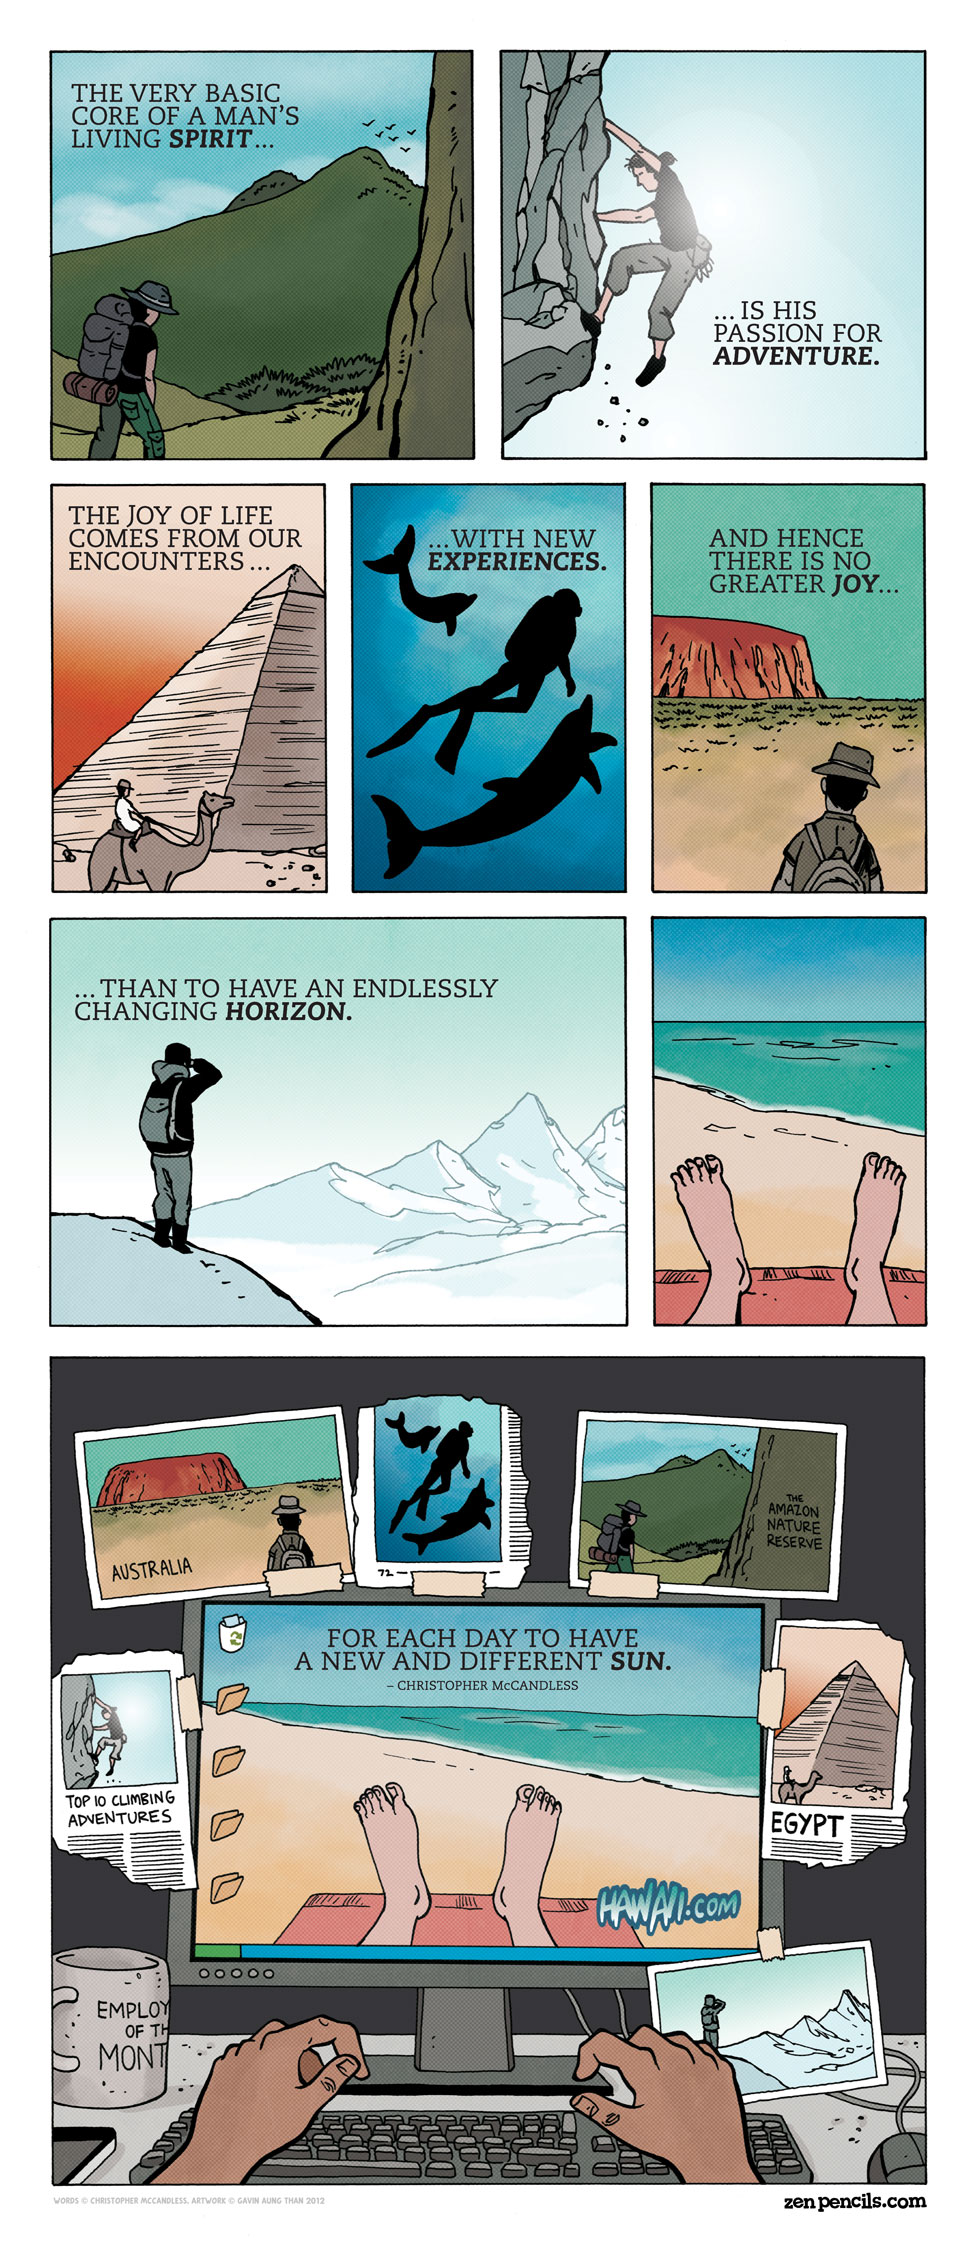 THE VERY BASIC
CORE OF A MAN'S
LIVING SPIRIT...
...IS HIS
PASSION FOR
ADVENTURE.
THE JOY OF LIFE
COMES FROM OUR
ENCOUNTERS...
...WITH NEW
EXPERIENCES.
AND HENCE
THERE IS NO
GREATER JOY...
...THAN TO HAVE AN ENDLESSLY
CHANGING HORIZON.
AUSTRALIA
72
THE
AMAZON
NATURE
RESERVE
FOR EACH DAY TO HAVE
A NEW AND DIFFERENT SUN.
– CHRISTOPHER McCANDLESS
TOP 10 CLIMBING
ADVENTURES
EGYPT
HAWAII.COM
EMPLOY
OF TH
MONT
WORDS © CHRISTOPHER MCCANDLESS. ARTWORK © GAVIN AUNG THAN 2012
zenpencils.com